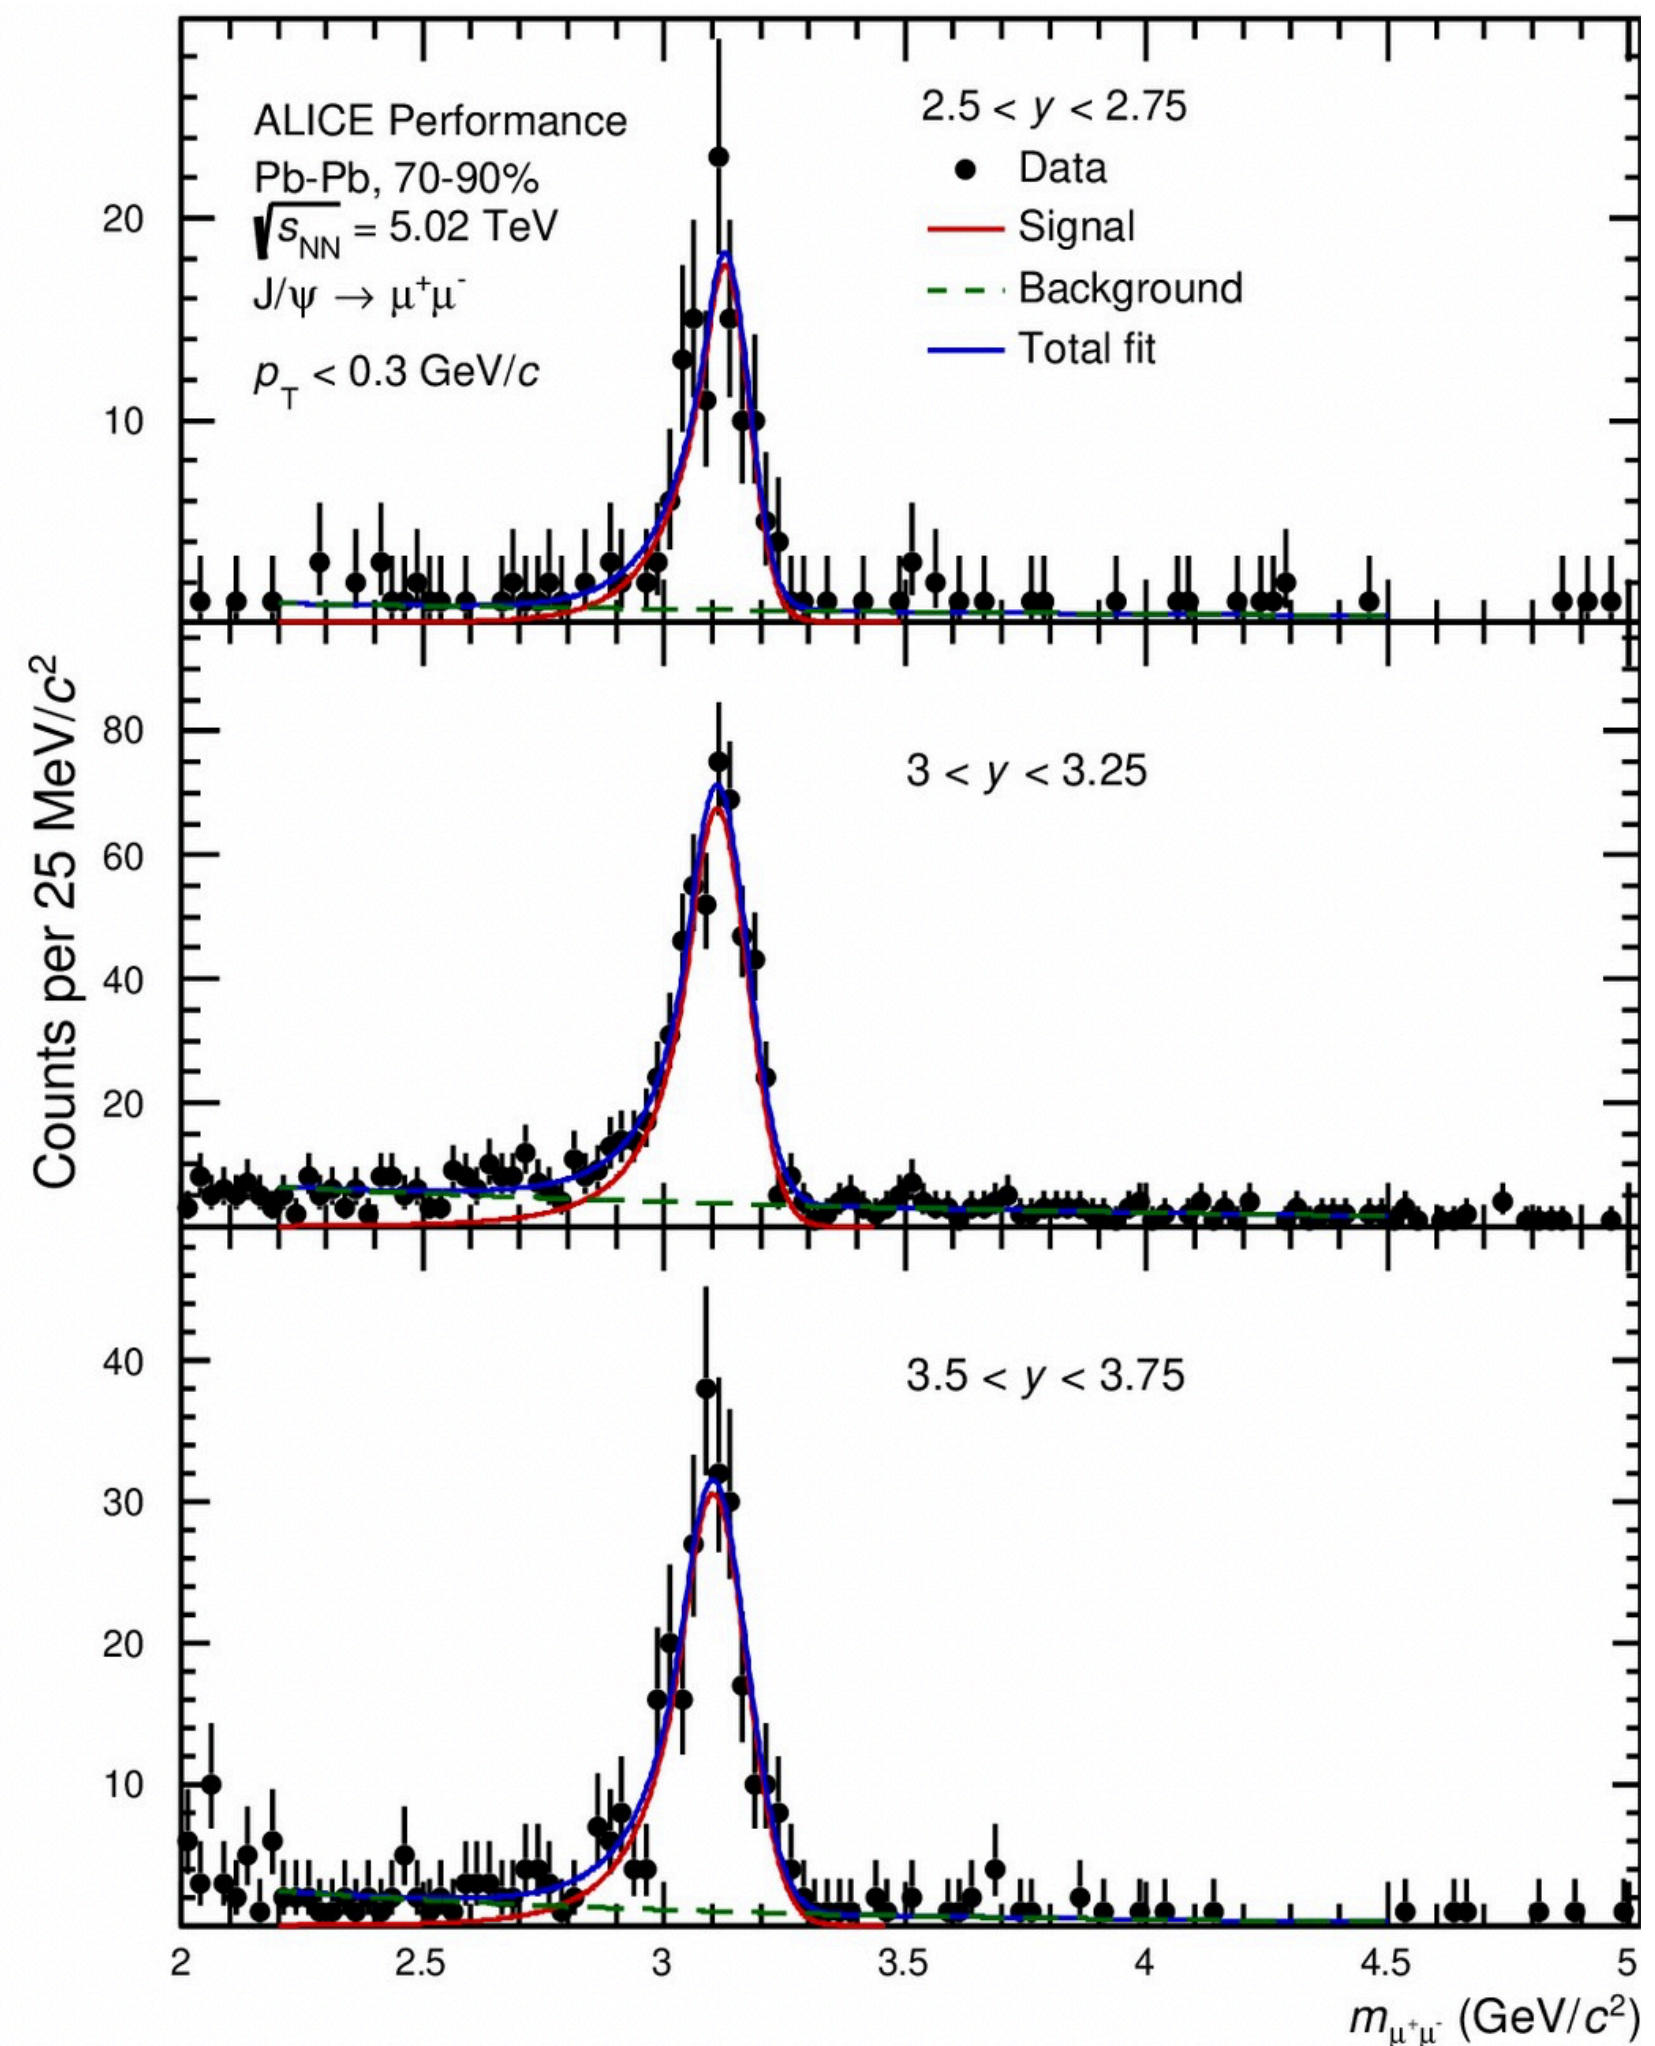 ALICE Performance
Pb-Pb, 70-90%
√sNN = 5.02 TeV
J/ψ → μ⁺μ⁻
pT < 0.3 GeV/c
2.5 < y < 2.75
Data
Signal
Background
Total fit
20
10
Counts per 25 MeV/c²
3 < y < 3.25
80
60
40
20
3.5 < y < 3.75
40
30
20
10
2 2.5 3 3.5 4 4.5 5
mμ⁺μ⁻ (GeV/c²)